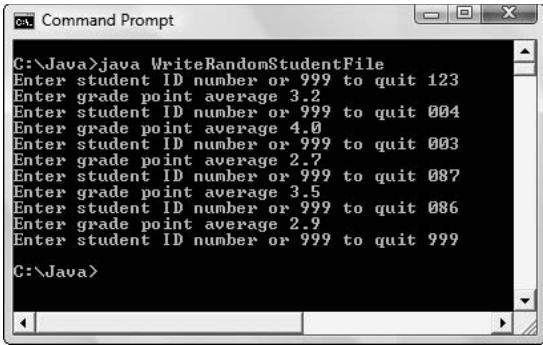 Command Prompt
C:\Java>java WriteRandomStudentFile
Enter student ID number or 999 to quit 123
Enter grade point average 3.2
Enter student ID number or 999 to quit 004
Enter grade point average 4.0
Enter student ID number or 999 to quit 003
Enter grade point average 2.7
Enter student ID number or 999 to quit 087
Enter grade point average 3.5
Enter student ID number or 999 to quit 086
Enter grade point average 2.9
Enter student ID number or 999 to quit 999
C:\Java>